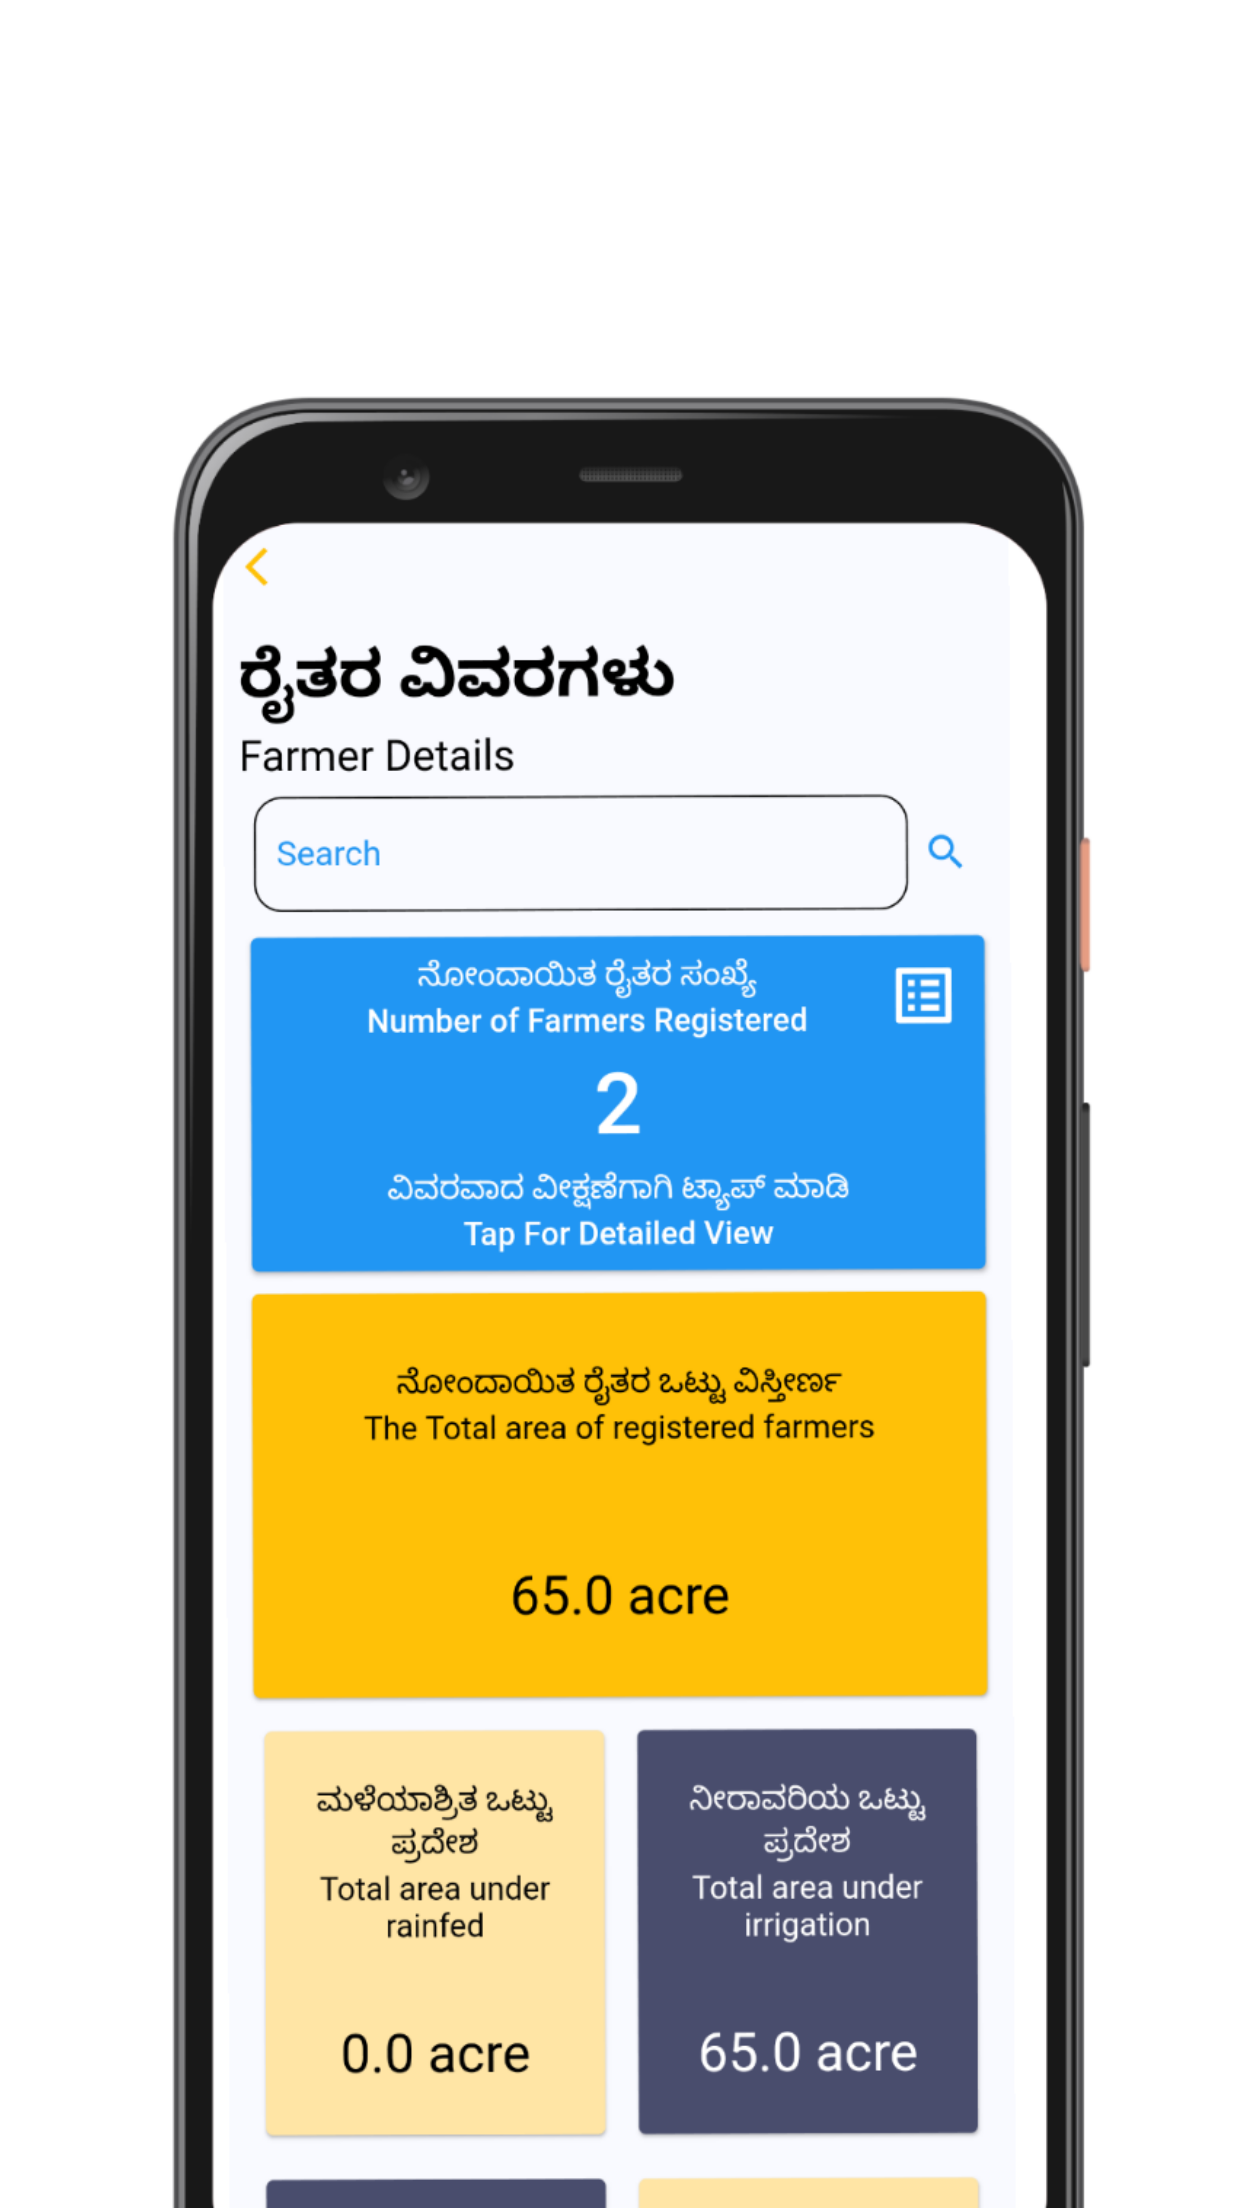 ರೈತರ ವಿವರಗಳು
Farmer Details
Search
ನೋಂದಾಯಿತ ರೈತರ ಸಂಖ್ಯೆ
Number of Farmers Registered
2
ವಿವರವಾದ ವೀಕ್ಷಣೆಗಾಗಿ ಟ್ಯಾಪ್ ಮಾಡಿ
Tap For Detailed View
ನೋಂದಾಯಿತ ರೈತರ ಒಟ್ಟು ವಿಸ್ತೀರ್ಣ
The Total area of registered farmers
65.0 acre
ಮಳೆಯಾಶ್ರಿತ ಒಟ್ಟು
ಪ್ರದೇಶ
Total area under
rainfed
0.0 acre
ನೀರಾವರಿಯ ಒಟ್ಟು
ಪ್ರದೇಶ
Total area under
irrigation
65.0 acre